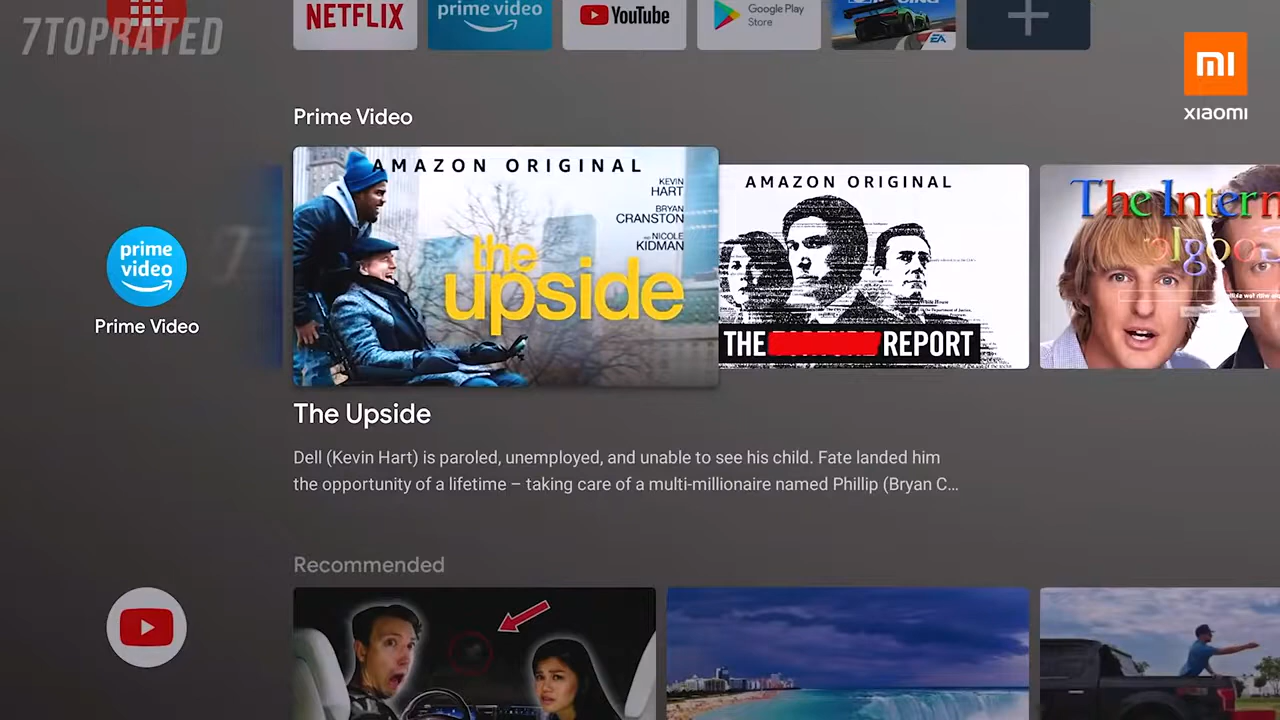 7TOPRATED
NETFLIX
prime video
YouTube
Google Play
Store
EA
mi
xiaomi
Prime Video
AMAZON ORIGINAL
KEVIN
HART
BRYAN
CRANSTON
AND NICOLE
KIDMAN
the
upside
AMAZON ORIGINAL
THE REPORT
The Intern
prime
video
Prime Video
The Upside
Dell (Kevin Hart) is paroled, unemployed, and unable to see his child. Fate landed him
the opportunity of a lifetime – taking care of a multi-millionaire named Phillip (Bryan C...
Recommended